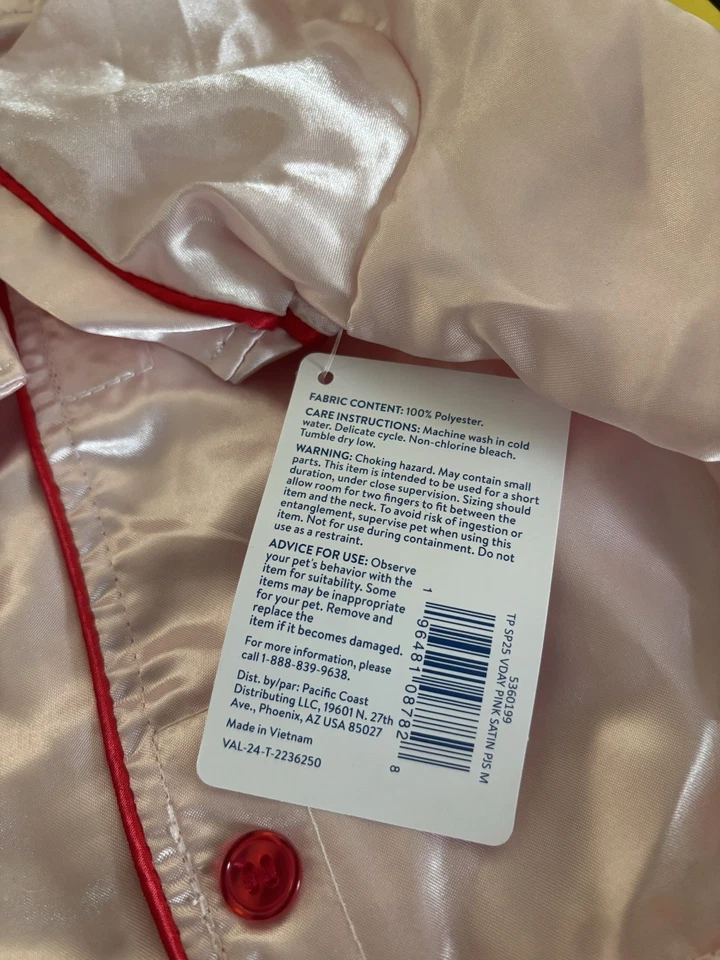 FABRIC CONTENT: 100% Polyester.
CARE INSTRUCTIONS: Machine wash in cold
water. Delicate cycle. Non-chlorine bleach.
Tumble dry low.
WARNING: Choking hazard. May contain small
parts. This item is intended to be used for a short
duration, under close supervision. Sizing should
allow room for two fingers to fit between the
item and the neck. To avoid risk of ingestion or
entanglement, supervise pet when using this
item. Not for use during containment. Do not
use as a restraint.
ADVICE FOR USE: Observe
your pet's behavior with the
item for suitability. Some
items may be inappropriate
for your pet. Remove and
replace the
item if it becomes damaged.
For more information, please
call 1-888-839-9638.
Dist. by/par: Pacific Coast
Distributing LLC, 19601 N. 27th
Ave., Phoenix, AZ USA 85027
Made in Vietnam
VAL-24-T-2236250
1 96481 08782 8
5360199
TP SP25 VDAY PINK SATIN PJS M